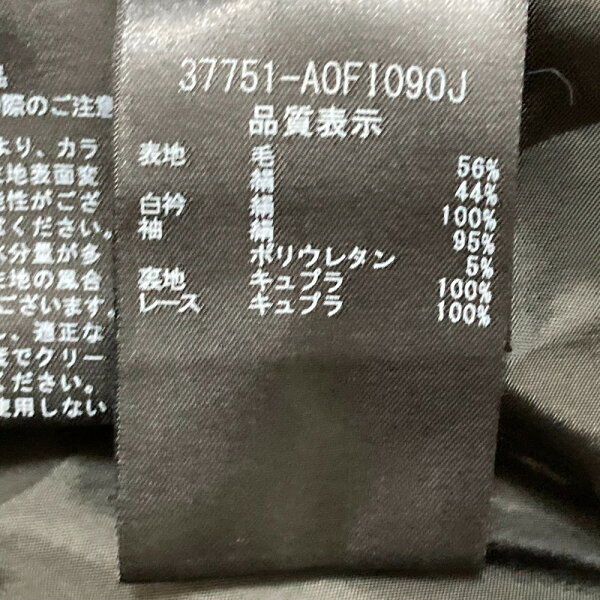 37751-A0FI090J
品質表示
表地 毛 56%
絹 44%
白衿 絹 100%
袖 絹 95%
ポリウレタン 5%
裏地 キュプラ 100%
レース キュプラ 100%
際のご注意
より、カラ
地表面変
性がござ
ください。
水分量が多
地の風合
ございます。
し、適正な
までクリー
ください。
使用しない